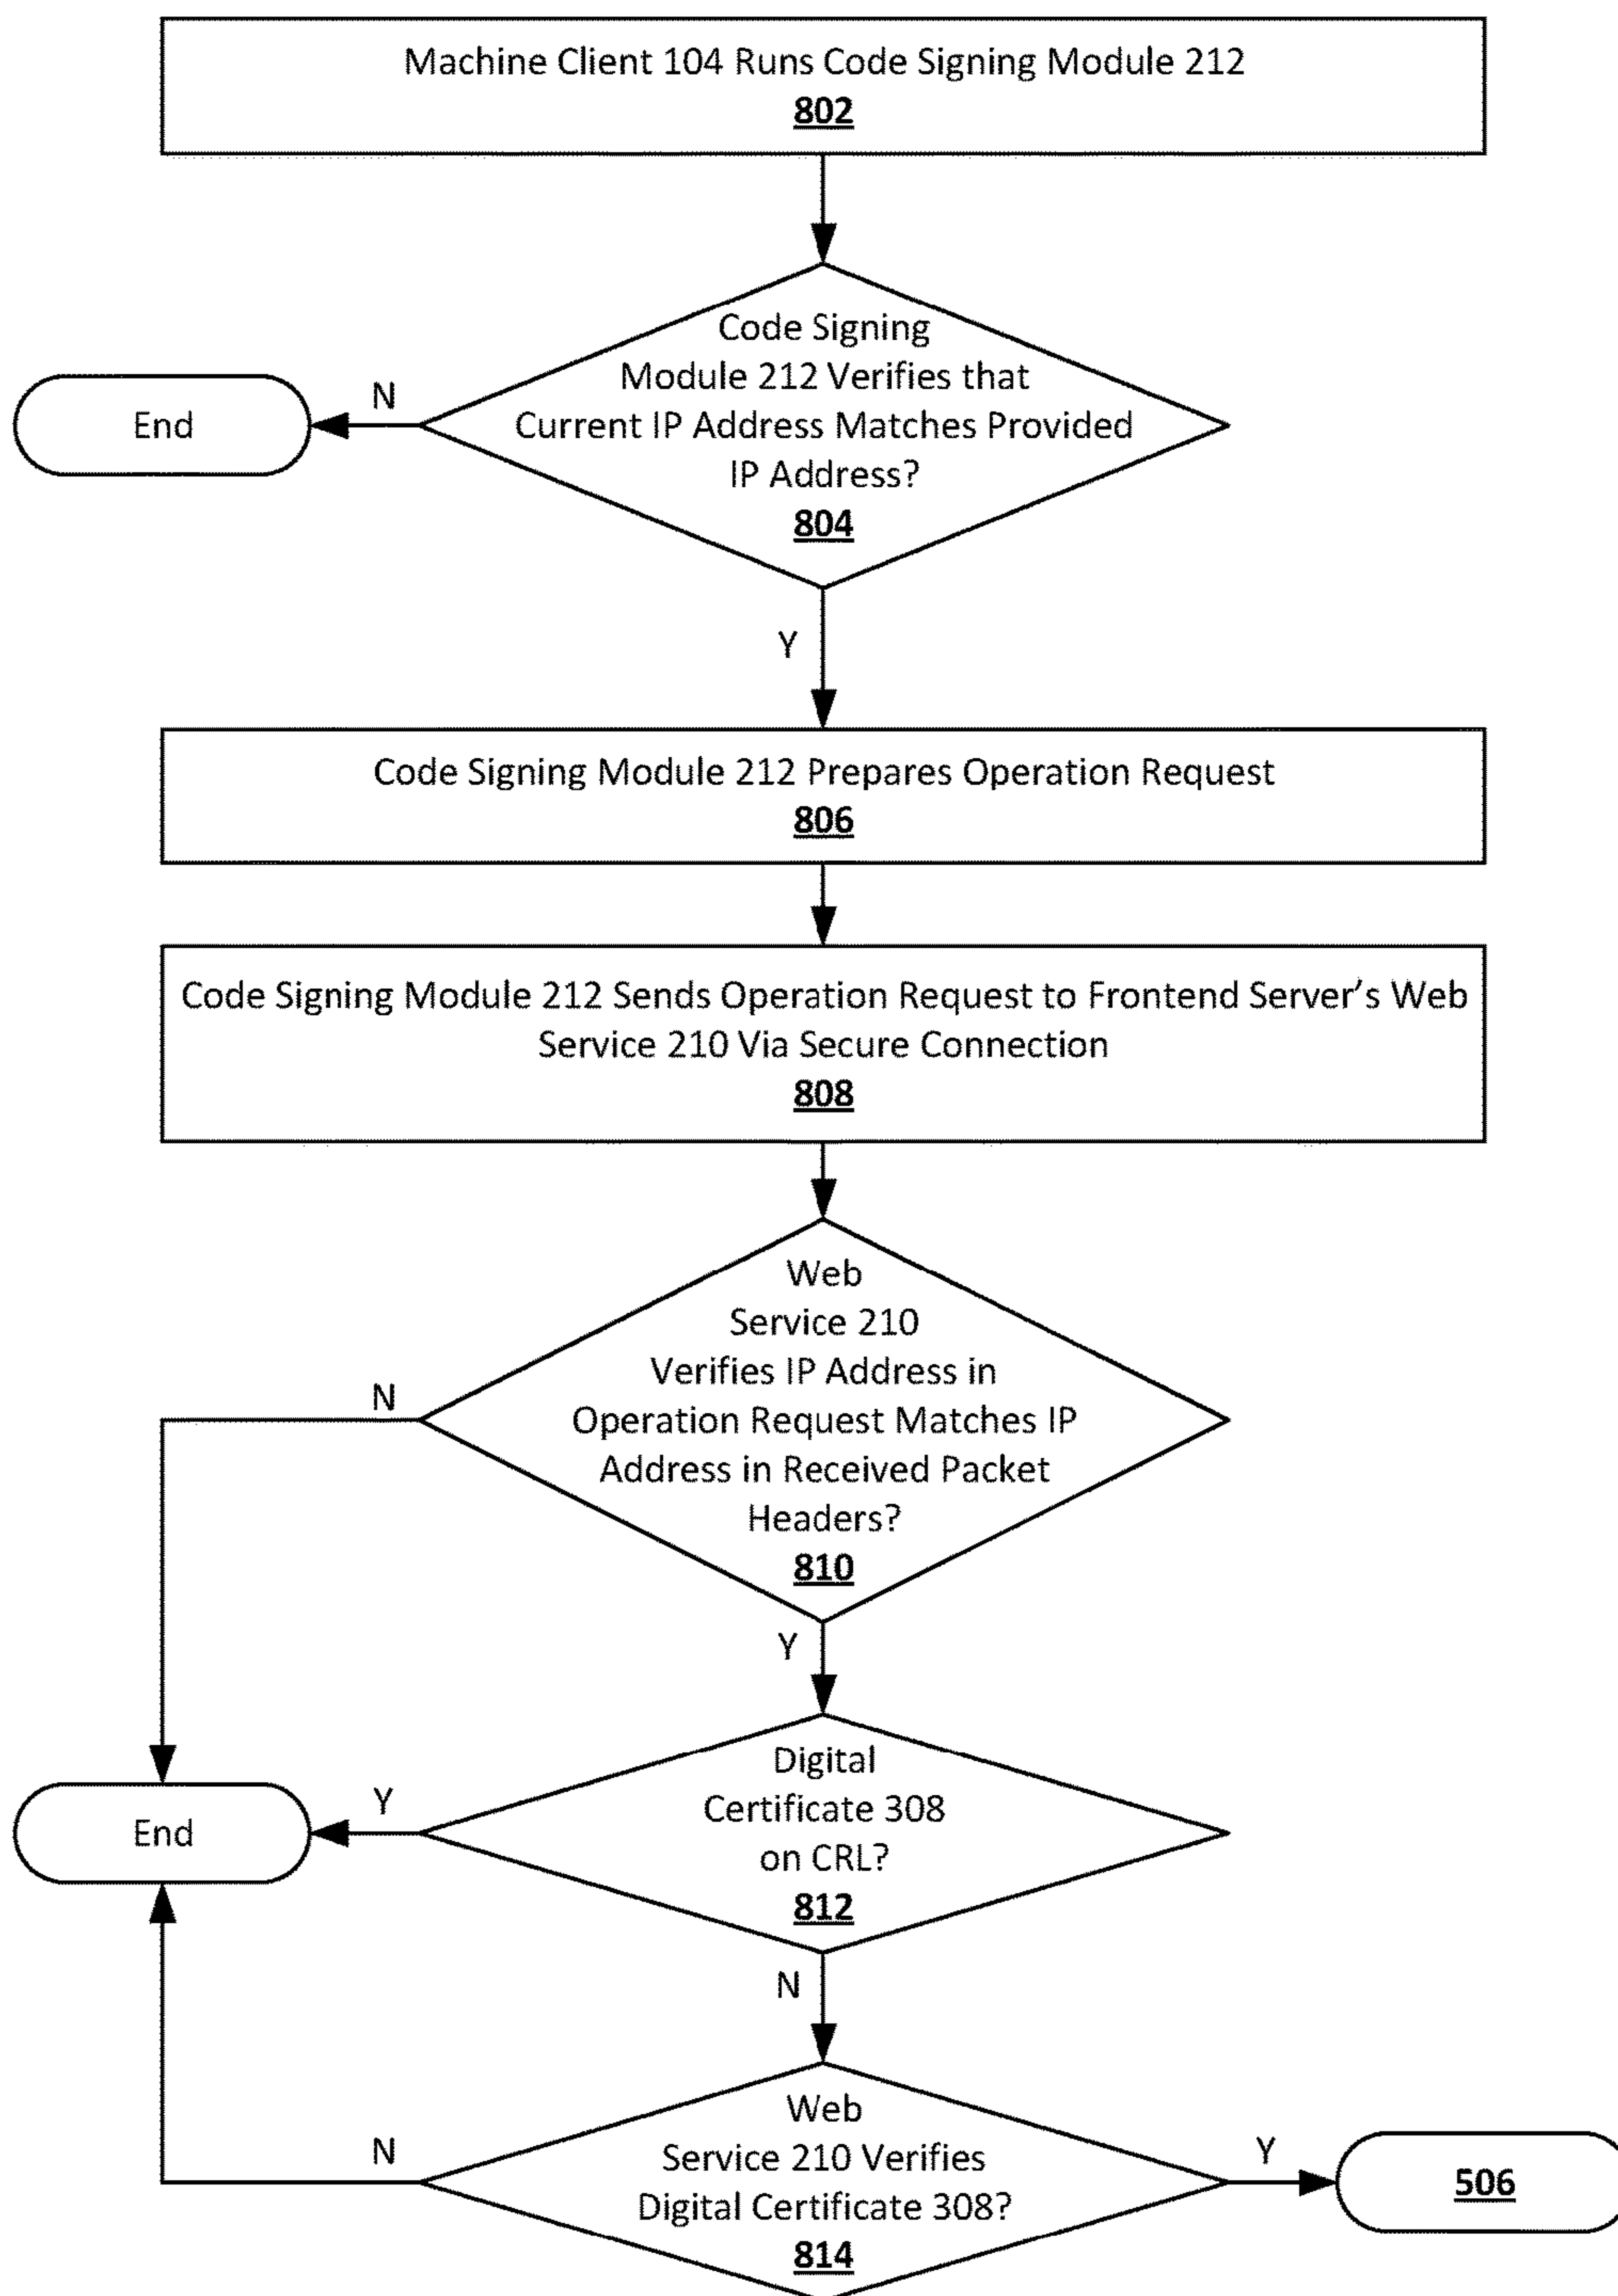 Machine Client 104 Runs Code Signing Module 212
802
Code Signing
Module 212 Verifies that
Current IP Address Matches Provided
IP Address?
804
N
End
Y
Code Signing Module 212 Prepares Operation Request
806
Code Signing Module 212 Sends Operation Request to Frontend Server's Web
Service 210 Via Secure Connection
808
Web
Service 210
Verifies IP Address in
Operation Request Matches IP
Address in Received Packet
Headers?
810
N
Y
Digital
Certificate 308
on CRL?
812
Y
End
N
Web
Service 210 Verifies
Digital Certificate 308?
814
N
Y
506